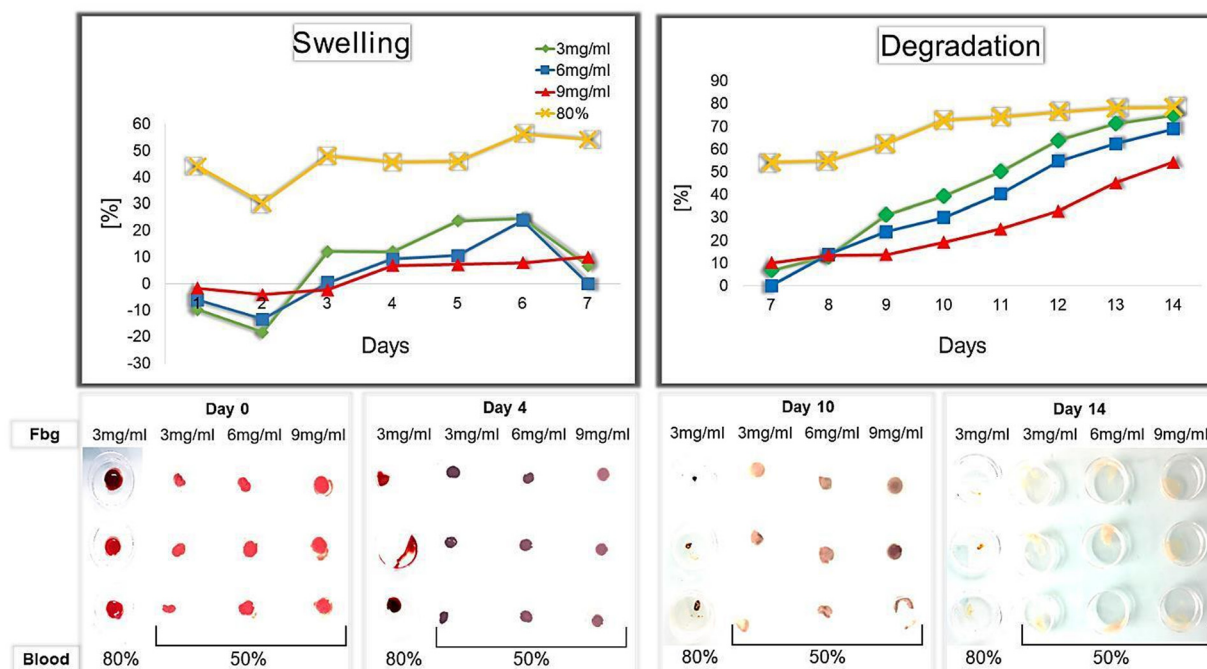 Swelling
3mg/ml
6mg/ml
9mg/ml
80%
60
50
40
30
20
10
0
-10
-20
-30
[%]
1 2 3 4 5 6 7
Days
Degradation
90
80
70
60
50
40
30
20
10
0
[%]
7 8 9 10 11 12 13 14
Days
Day 0 Day 4 Day 10 Day 14
Fbg 3mg/ml 3mg/ml 6mg/ml 9mg/ml 3mg/ml 3mg/ml 6mg/ml 9mg/ml 3mg/ml 3mg/ml 6mg/ml 9mg/ml 3mg/ml 3mg/ml 6mg/ml 9mg/ml
Blood 80% 50% 80% 50% 80% 50% 80% 50%